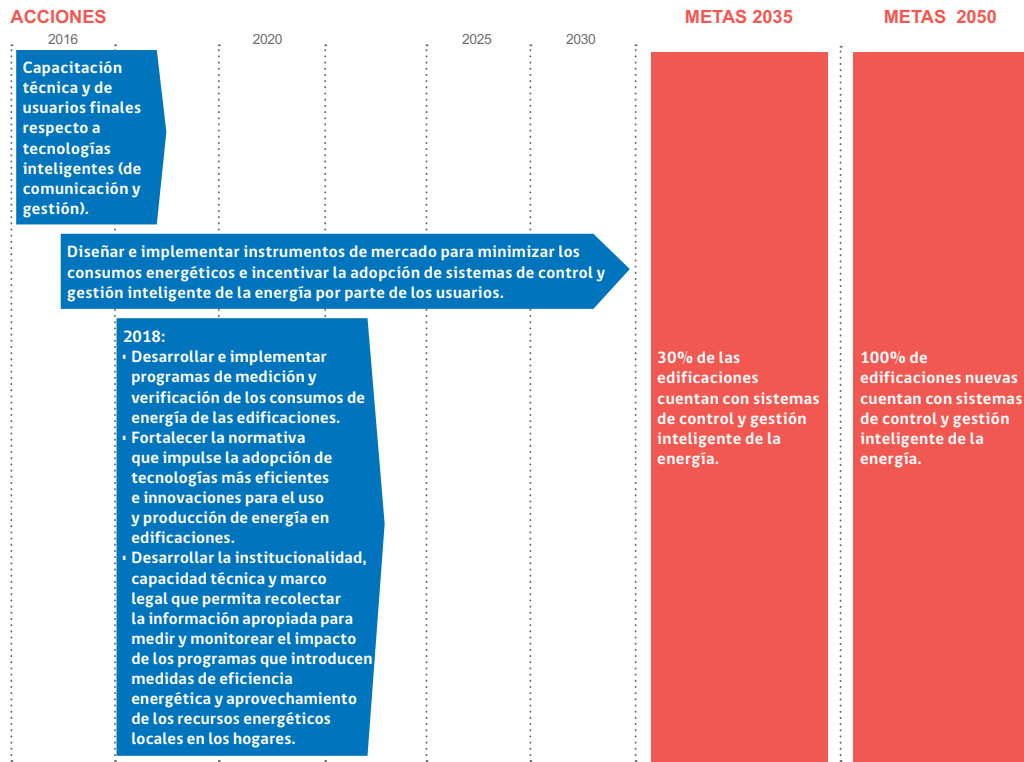 ACCIONES
METAS 2035
METAS 2050
2016
2020
2025
2030
Capacitación
técnica y de
usuarios finales
respecto a
tecnologías
inteligentes (de
comunicación y
gestión).
Diseñar e implementar instrumentos de mercado para minimizar los
consumos energéticos e incentivar la adopción de sistemas de control y
gestión inteligente de la energía por parte de los usuarios.
2018:
• Desarrollar e implementar
programas de medición y
verificación de los consumos de
energía de las edificaciones.
• Fortalecer la normativa
que impulse la adopción de
tecnologías más eficientes
e innovaciones para el uso
y producción de energía en
edificaciones.
• Desarrollar la institucionalidad,
capacidad técnica y marco
legal que permita recolectar
la información apropiada para
medir y monitorear el impacto
de los programas que introducen
medidas de eficiencia
energética y aprovechamiento
de los recursos energéticos
locales en los hogares.
30% de las
edificaciones
cuentan con sistemas
de control y gestión
inteligente de la
energía.
100% de
edificaciones nuevas
cuentan con sistemas
de control y gestión
inteligente de la
energía.